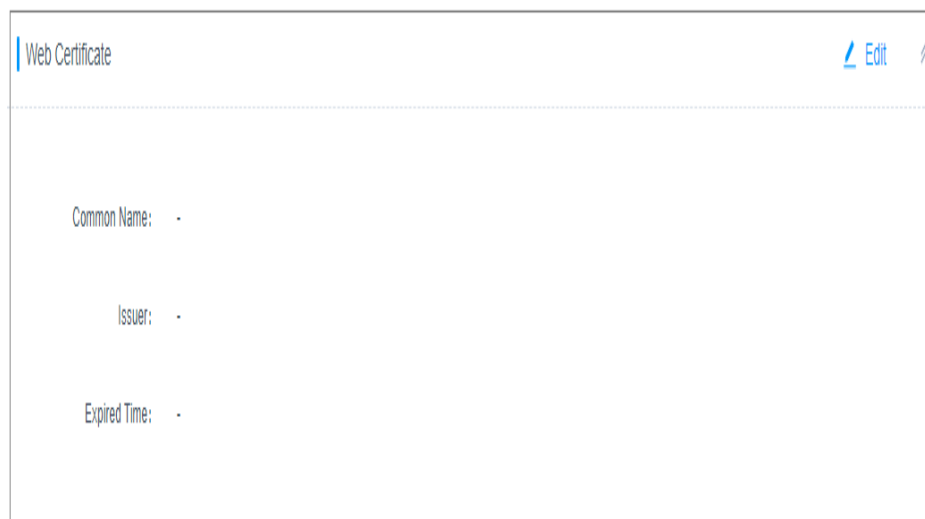 Web Certificate Edit
Common Name: -
Issuer: -
Expired Time: -